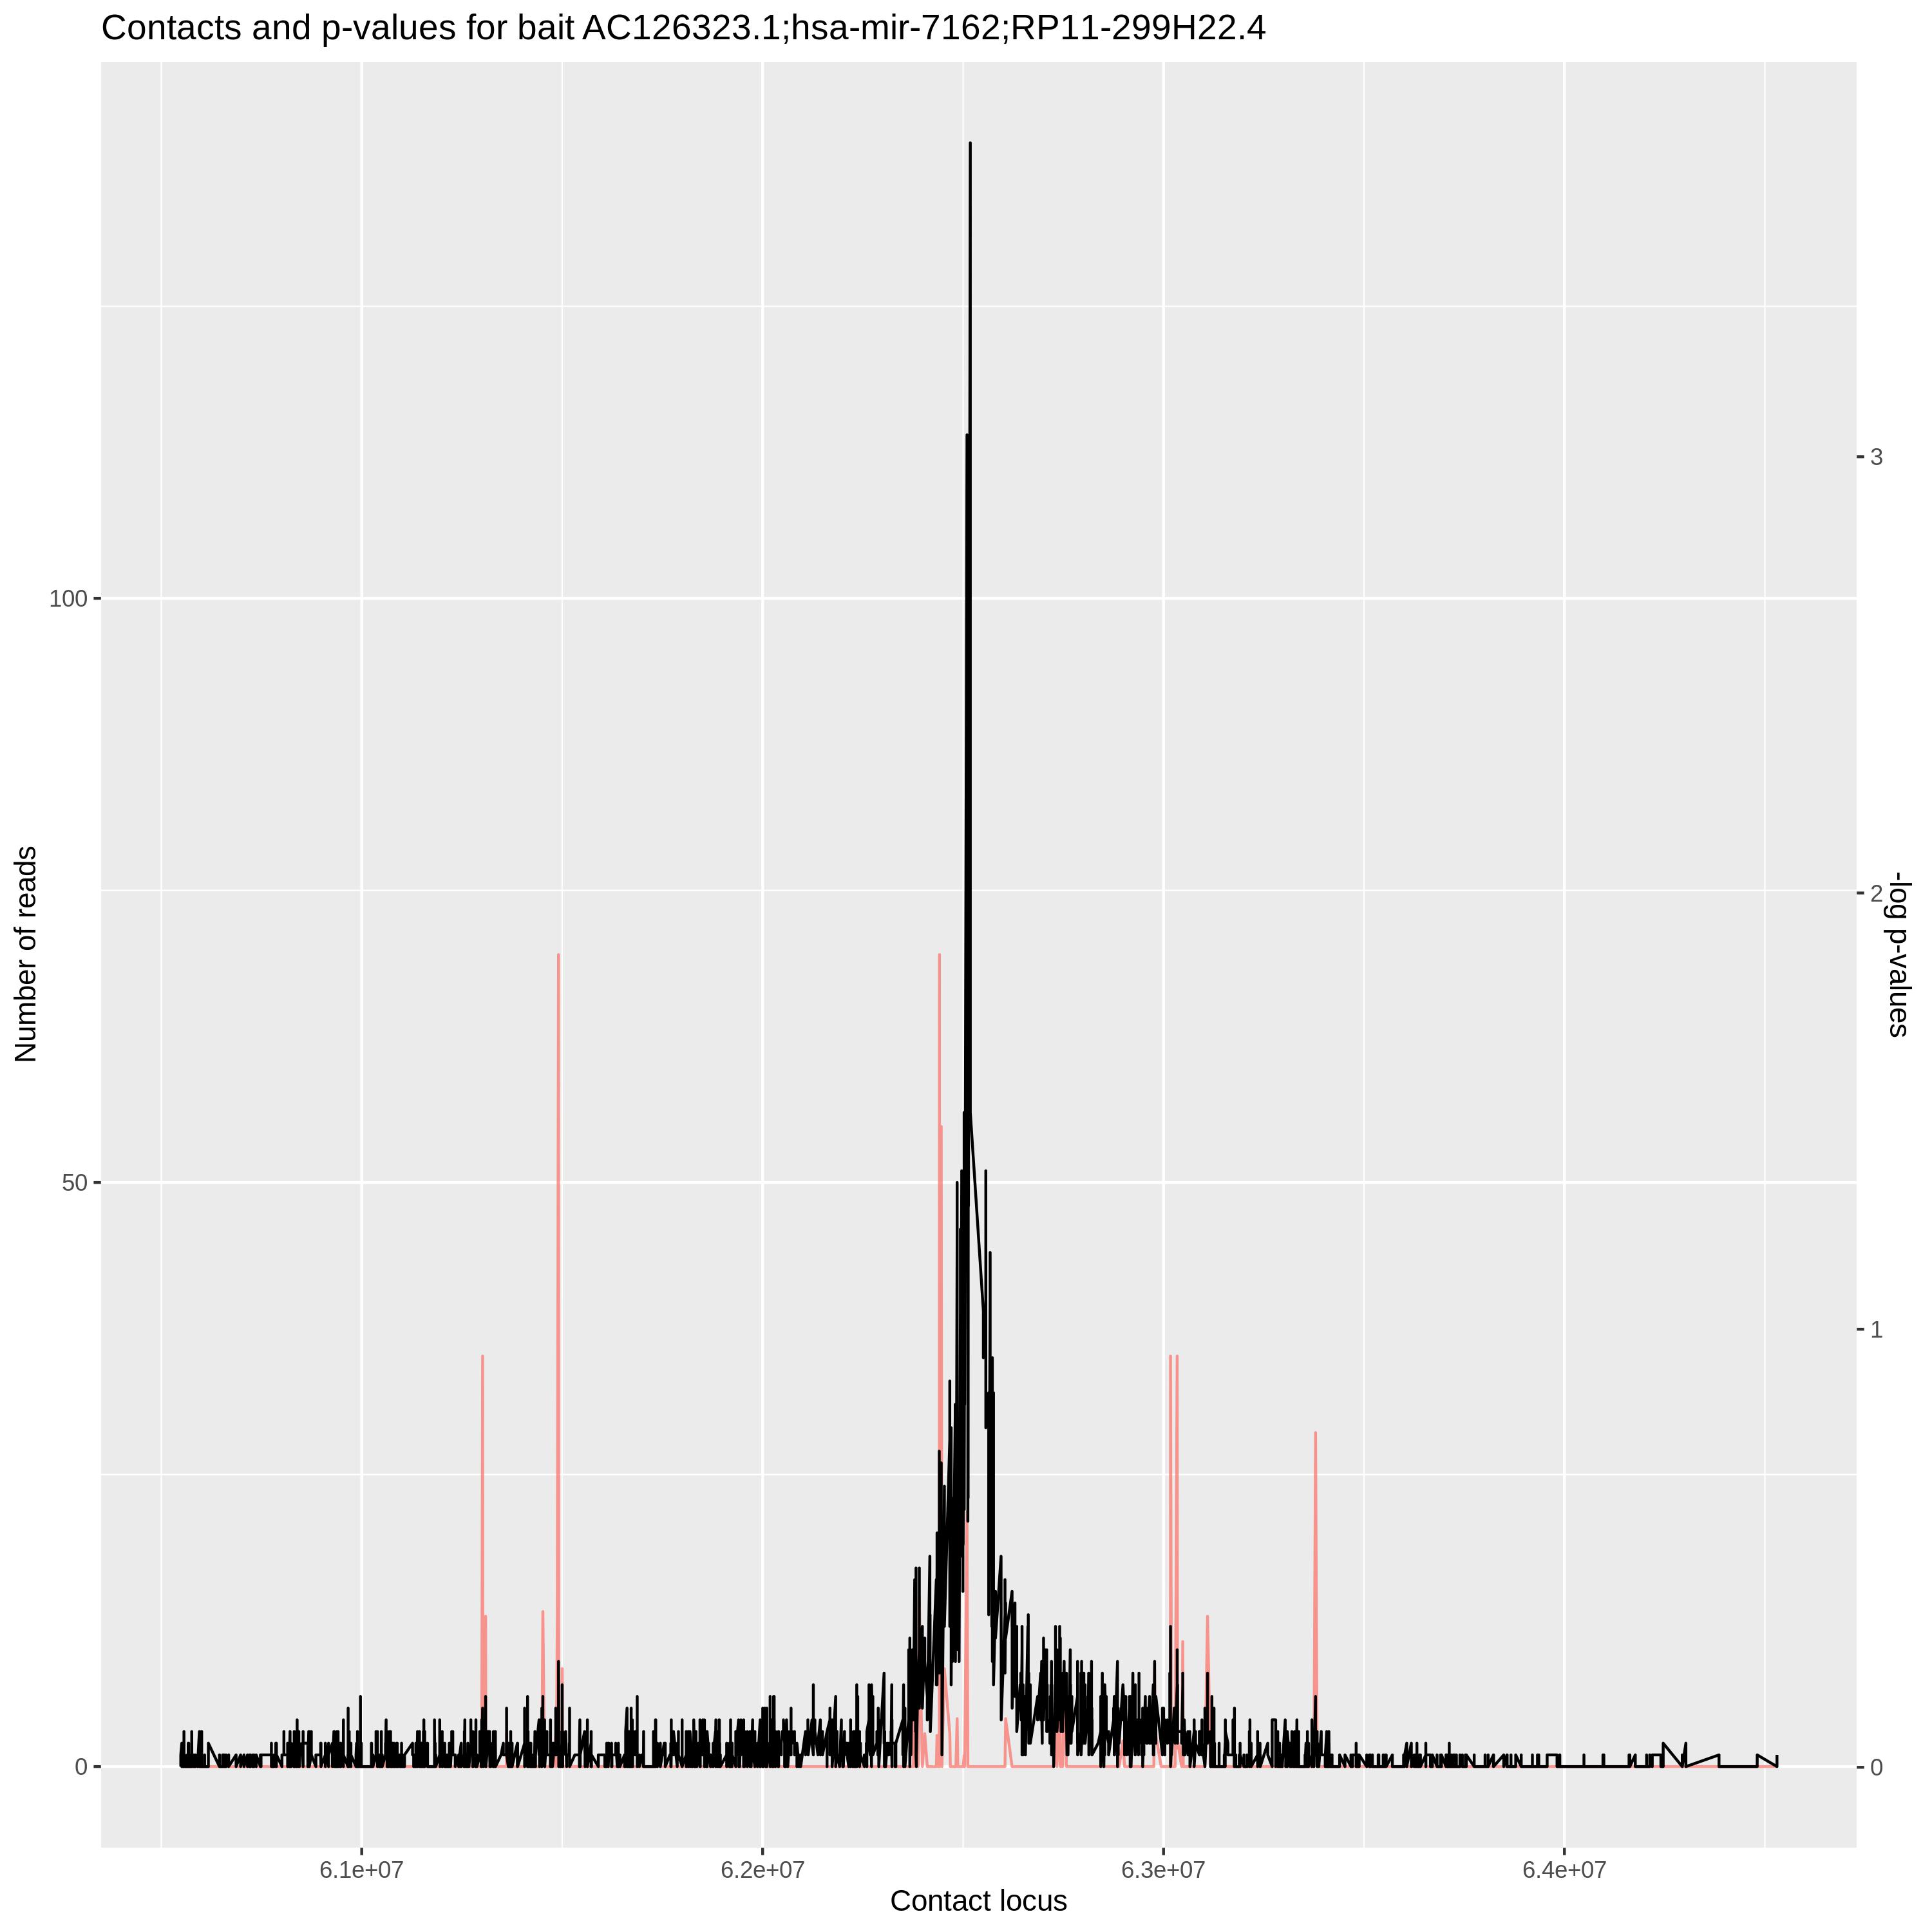 Contacts and p-values for bait AC126323.1;hsa-mir-7162;RP11-299H22.4
Number of reads
100
50
0
3
2
1
0
-log p-values
6.1e+07
6.2e+07
6.3e+07
6.4e+07
Contact locus